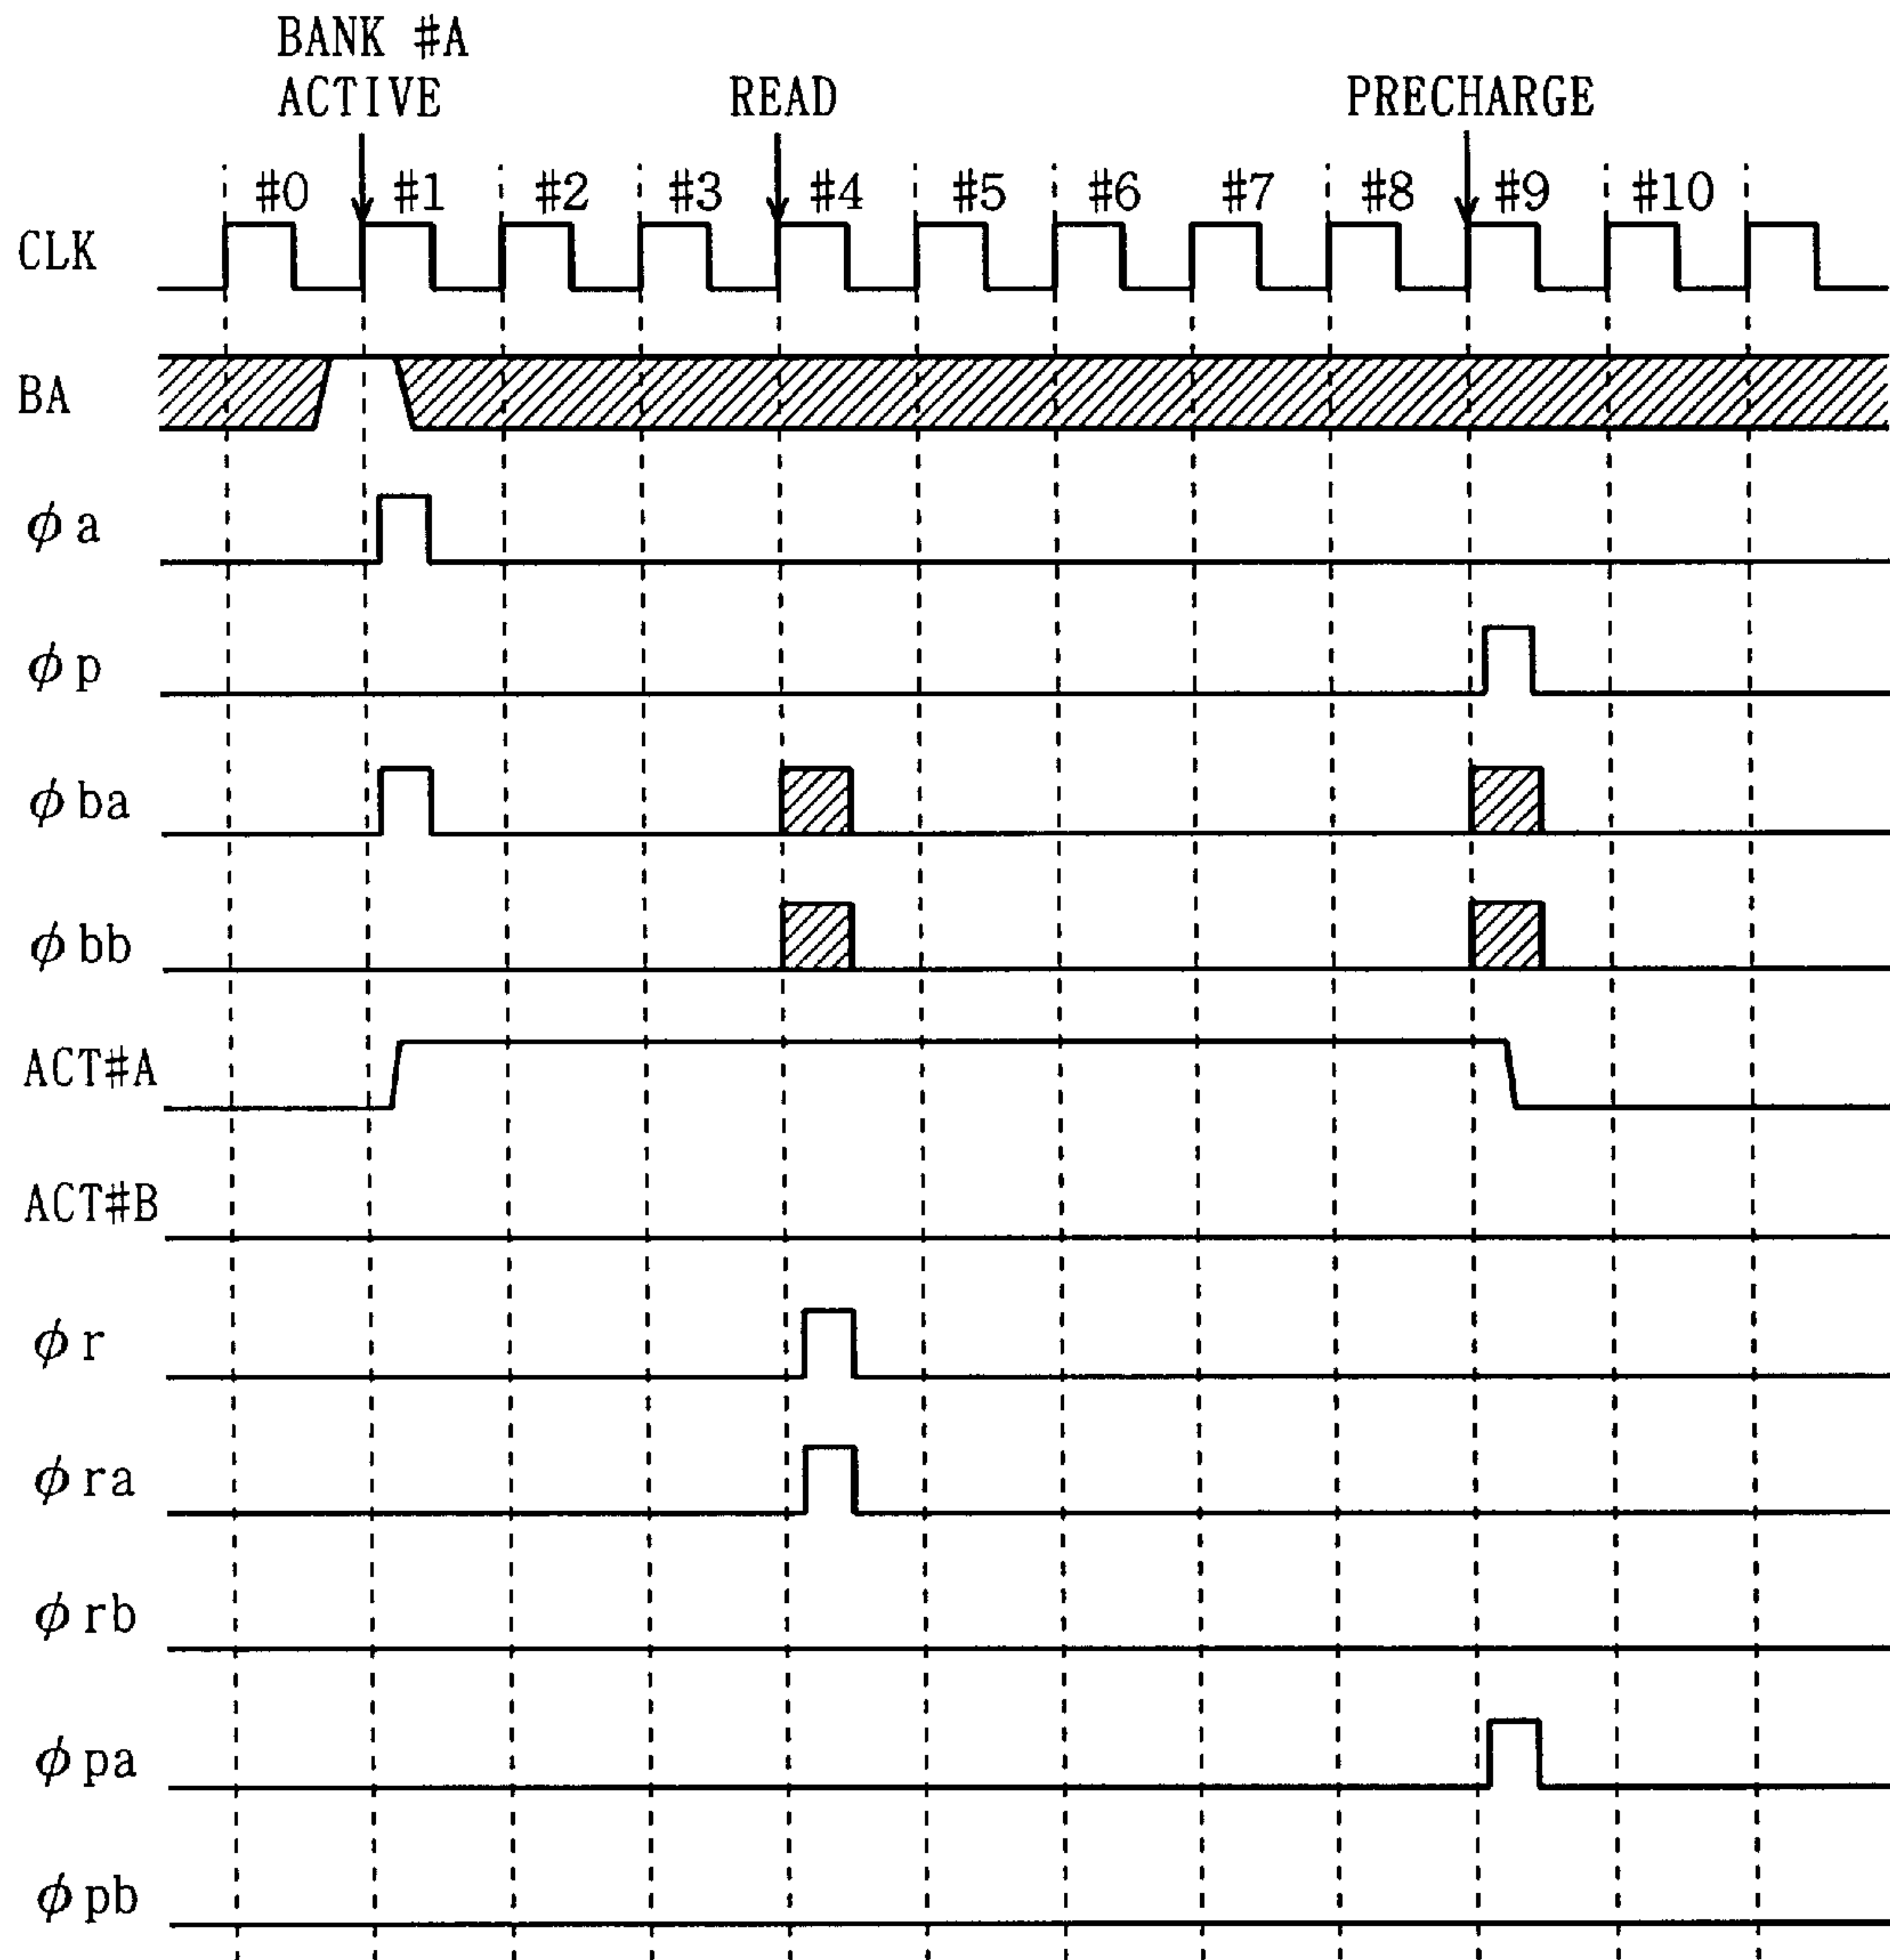 BANK #A
ACTIVE
READ
PRECHARGE
#0 #1 #2 #3 #4 #5 #6 #7 #8 #9 #10
CLK
BA
φa
φp
φba
φbb
ACT#A
ACT#B
φr
φra
φrb
φpa
φpb